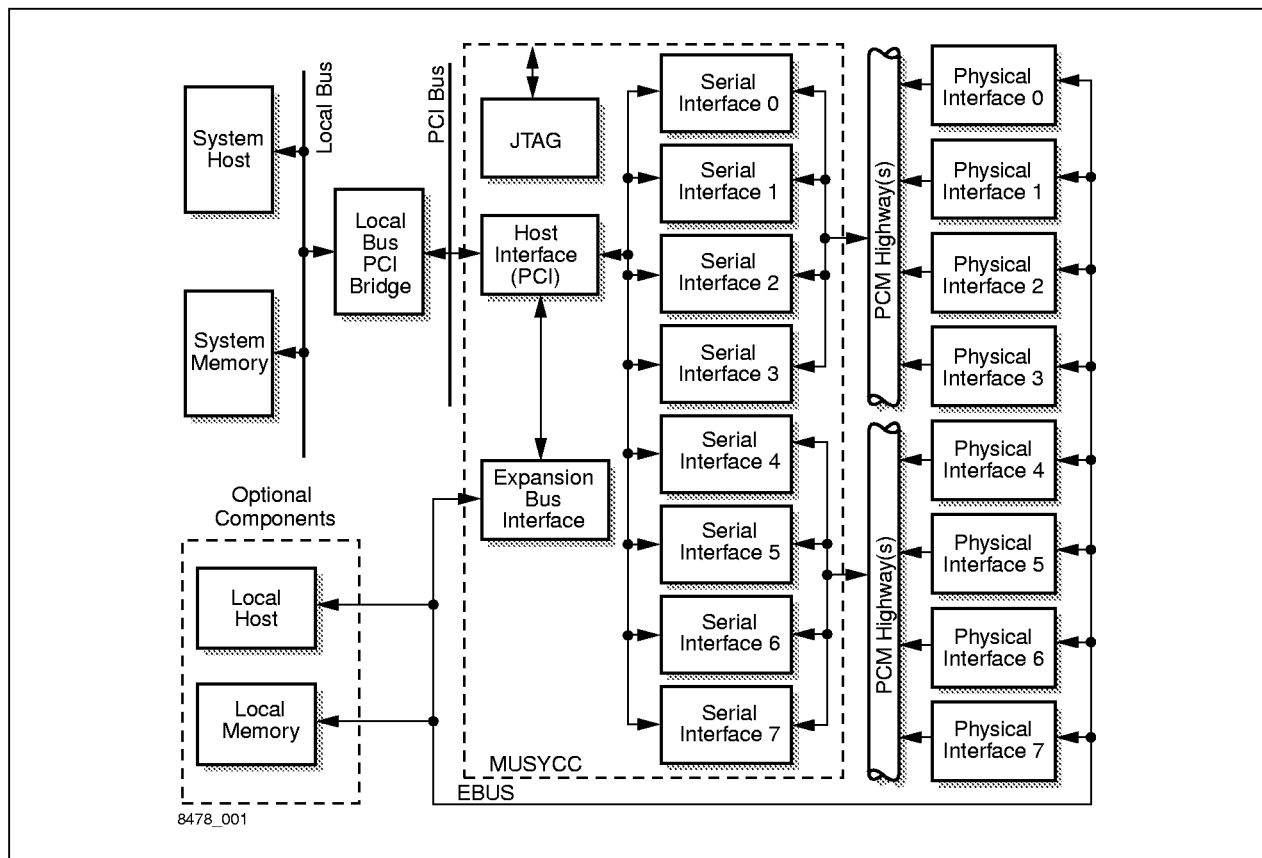 System
Host
System
Memory
Local Bus
Local
Bus
PCI
Bridge
PCI Bus
JTAG
Host
Interface
(PCI)
Expansion
Bus
Interface
Serial
Interface 0
Serial
Interface 1
Serial
Interface 2
Serial
Interface 3
Serial
Interface 4
Serial
Interface 5
Serial
Interface 6
Serial
Interface 7
PCM Highway(s)
PCM Highway(s)
Physical
Interface 0
Physical
Interface 1
Physical
Interface 2
Physical
Interface 3
Physical
Interface 4
Physical
Interface 5
Physical
Interface 6
Physical
Interface 7
Optional
Components
Local
Host
Local
Memory
MUSYCC
EBUS
8478_001